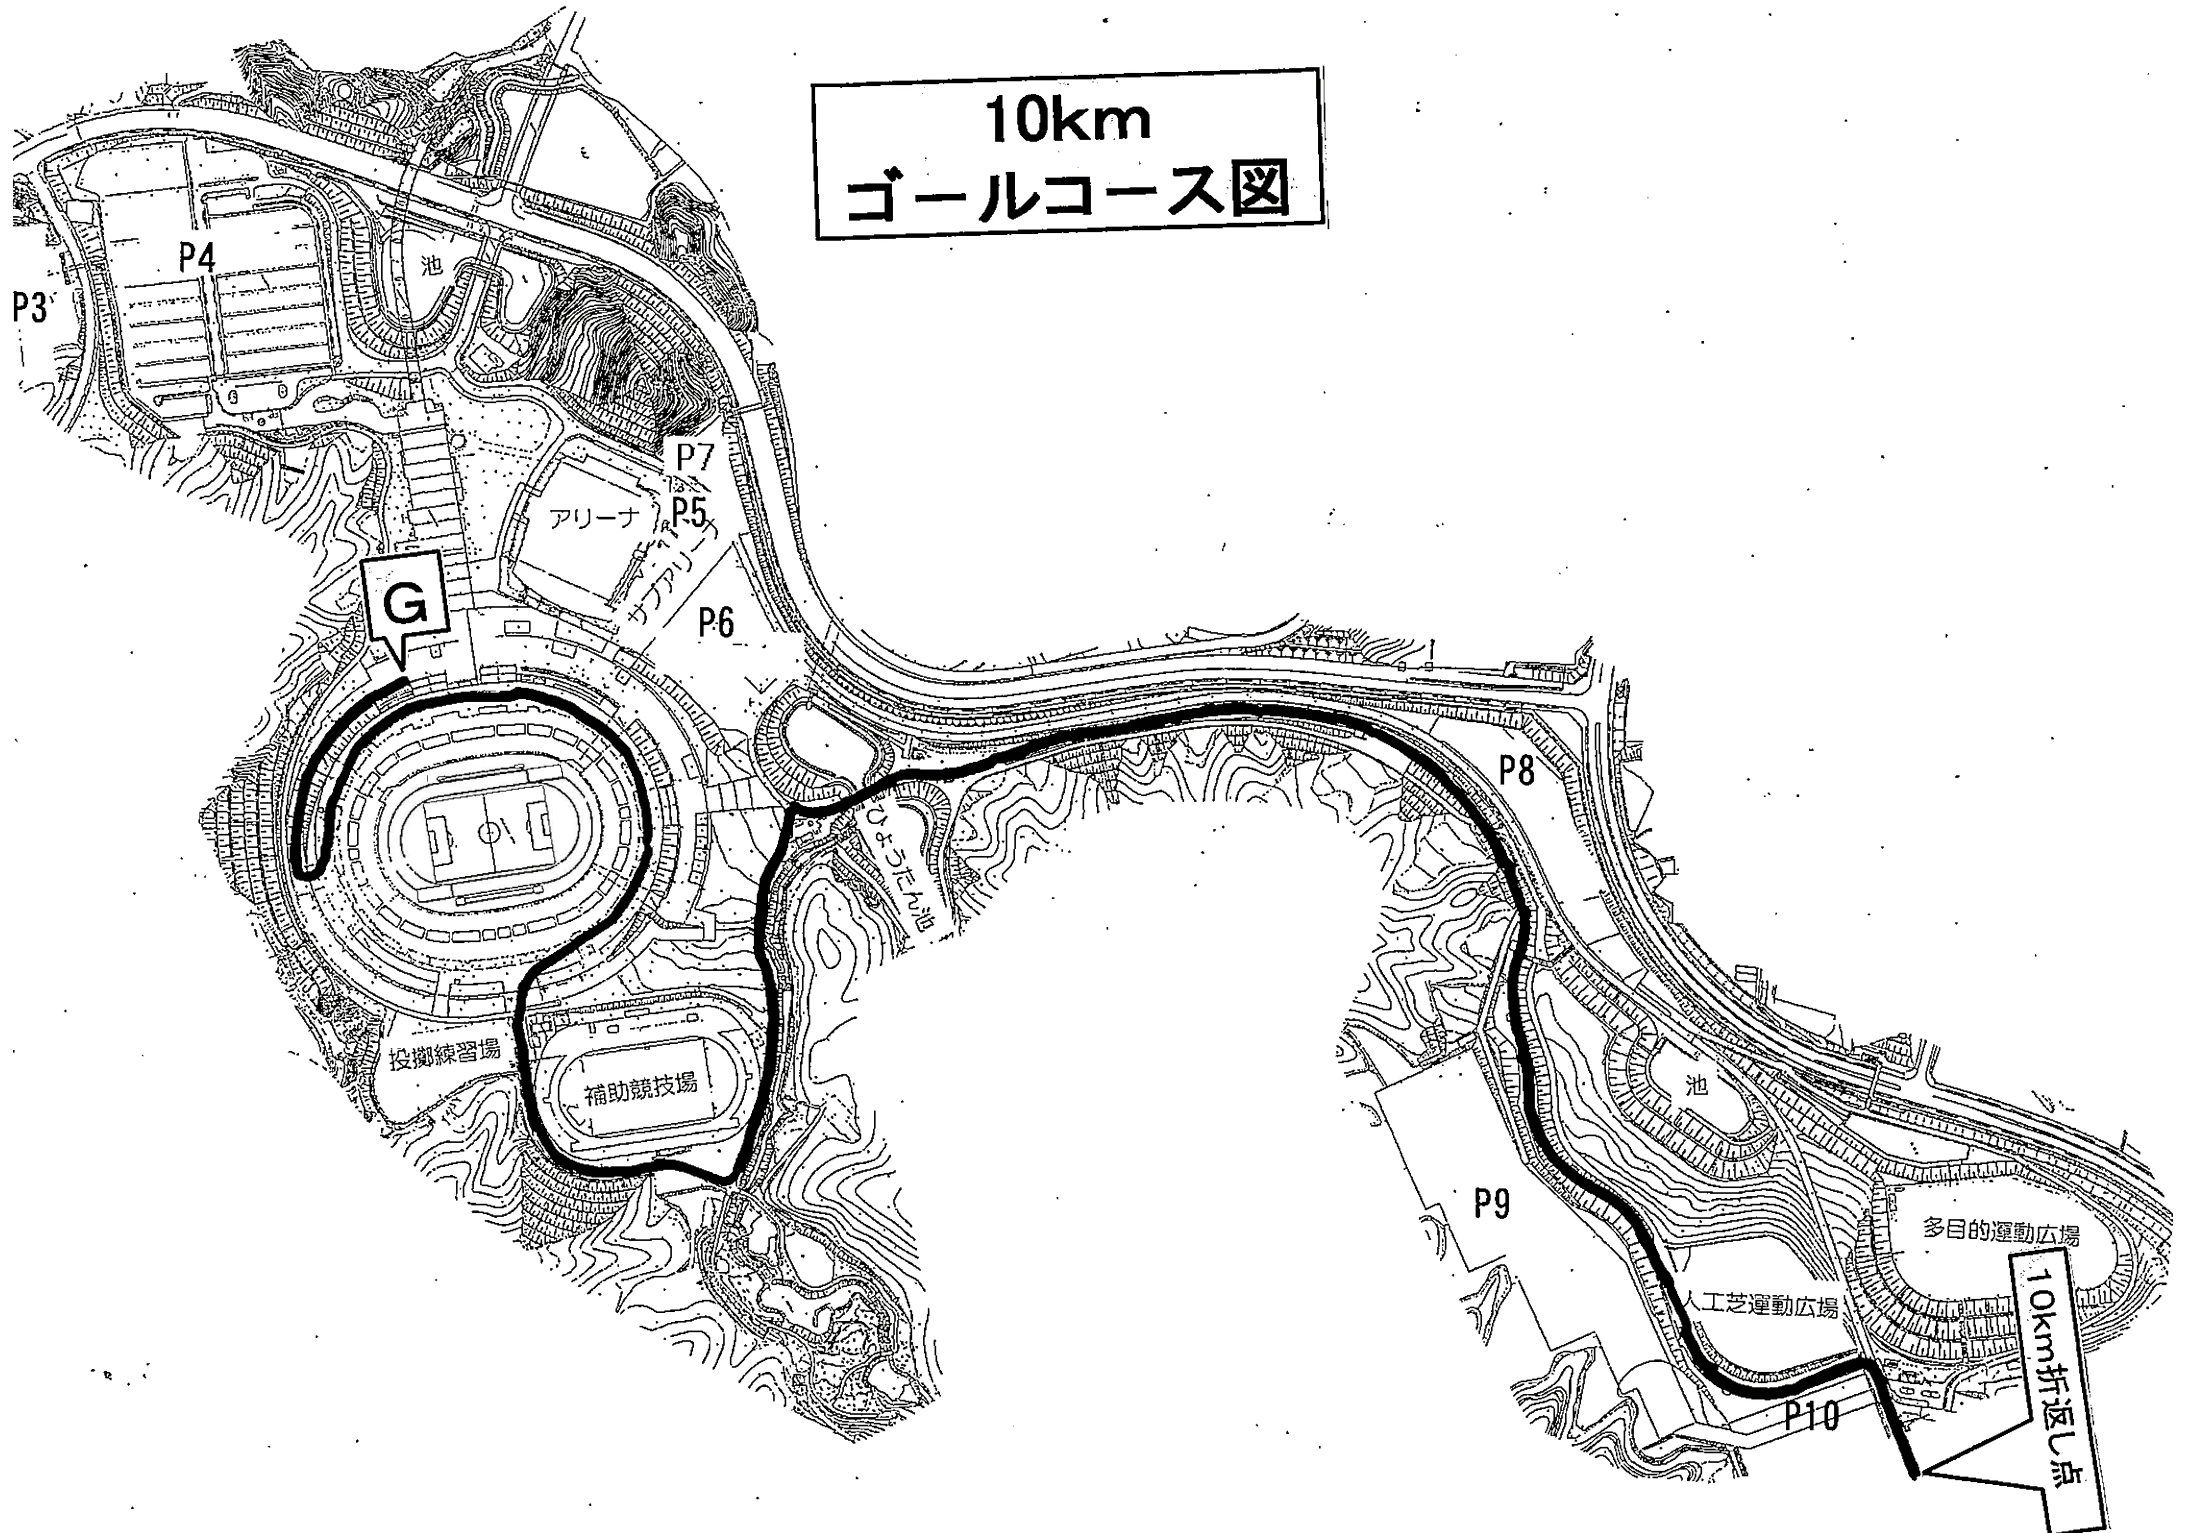 10km
ゴールコース図
P4
池
P3
P7
P5
アリーナ
サブアリーナ
G
P6
P8
ひょうたん池
投擲練習場
補助競技場
池
P9
多目的運動広場
人工芝運動広場
10km折返し点
P10